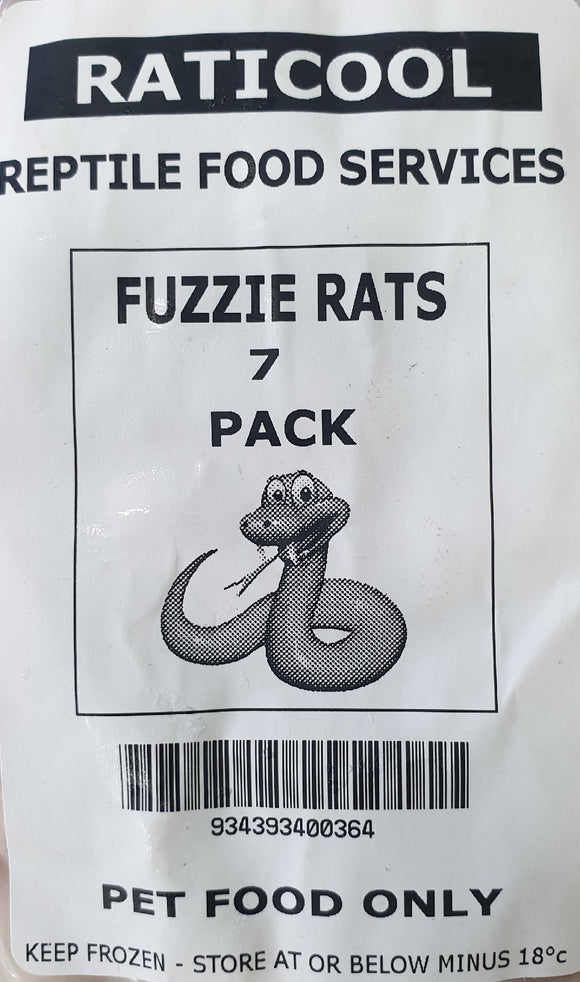 RATICOOL
REPTILE FOOD SERVICES
FUZZIE RATS
7
PACK
934393400364
PET FOOD ONLY
KEEP FROZEN - STORE AT OR BELOW MINUS 18°c